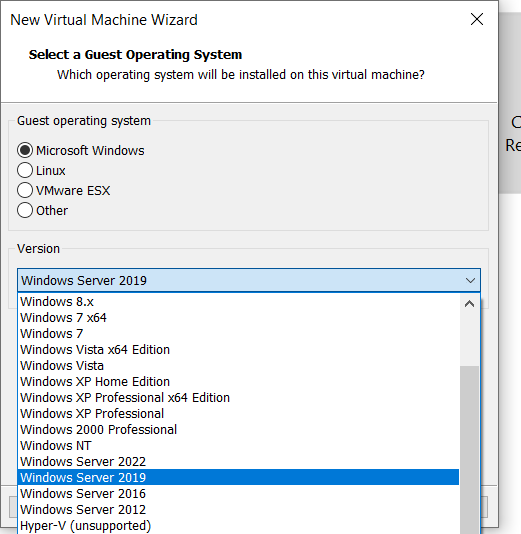 New Virtual Machine Wizard
Select a Guest Operating System
Which operating system will be installed on this virtual machine?
Guest operating system
Microsoft Windows
Linux
VMware ESX
Other
Version
Windows Server 2019
Windows 8.x
Windows 7 x64
Windows 7
Windows Vista x64 Edition
Windows Vista
Windows XP Home Edition
Windows XP Professional x64 Edition
Windows XP Professional
Windows 2000 Professional
Windows NT
Windows Server 2022
Windows Server 2019
Windows Server 2016
Windows Server 2012
Hyper-V (unsupported)